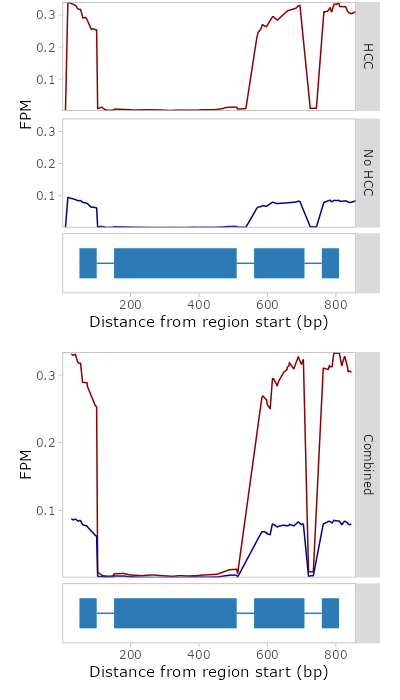 0.3
0.2
0.1
HCC
FPM
0.3
0.2
0.1
No HCC
200 400 600 800
Distance from region start (bp)
0.3
0.2
0.1
FPM
Combined
200 400 600 800
Distance from region start (bp)